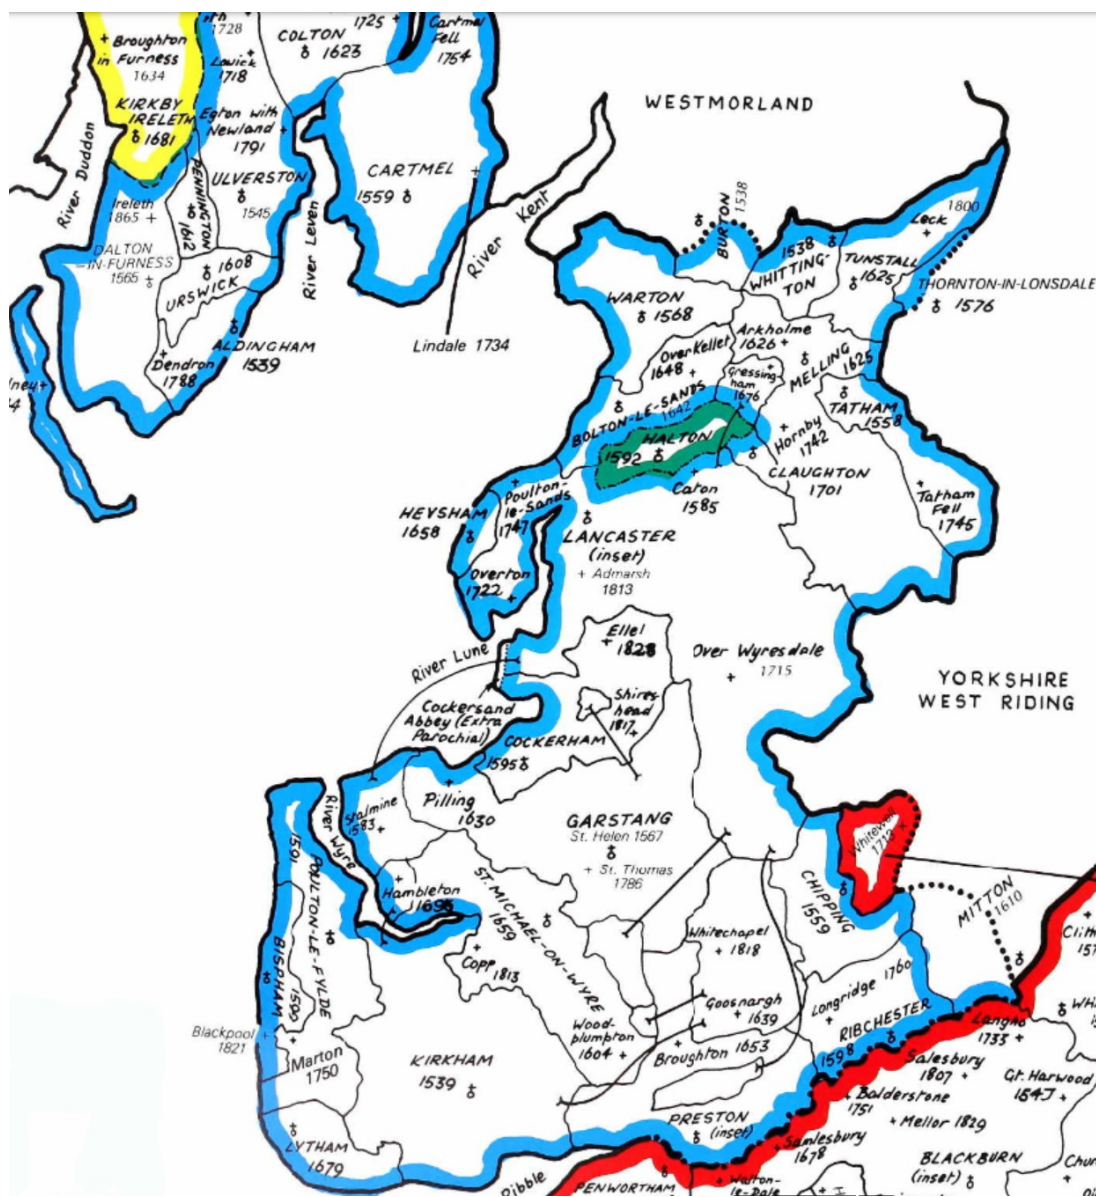 1725
Cartmel
Fell
1754
1728
COLTON
1623
Broughton
in Furness
1634
Lowick
1718
KIRKBY
IRELETH
1681
Egton with
Newland
1791
WESTMORLAND
River Duddon
PENNINGTON
1612
ULVERSTON
1545
CARTMEL
1559
River Leven
River Kent
Ireleth
1865
DALTON
-IN-FURNESS
1565
1608
URSWICK
BURTON
1538
1538
WHITTING-
TON
TUNSTALL
1625
Leck
1800
THORNTON-IN-LONSDALE
1576
WARTON
1568
Lindale 1734
ALDINGHAM
1539
Dendron
1788
Over Kellet
1648
Arkholme
1626
MELLING
1625
Gressing-
ham
1676
TATHAM
1558
BOLTON-LE-SANDS
1642
HALTON
1592
Hornby
1742
CLAUGHTON
1701
Caton
1585
Tatham
Fell
1745
HEYSHAM
1658
Poulton-
le-Sands
1747
LANCASTER
(inset)
Admarsh
1813
Overton
1722
Ellel
1828
Over Wyresdale
1715
River Lune
YORKSHIRE
WEST RIDING
Cockersand
Abbey (Extra
Parochial)
Shires-
head
1817
COCKERHAM
1595
Stalmine
1583
Pilling
1630
River Wyre
GARSTANG
St. Helen 1567
St. Thomas
1786
Whitewell
1713
1591
POULTON-LE-FYLDE
Hambleton
1695
ST. MICHAEL-ON-WYRE
1659
CHIPPING
1559
MITTON
1610
BISPHAM
1599
Copp 1813
Whitechapel
1818
Longridge 1760
Goosnargh
1639
Blackpool
1821
Marton
1750
Wood-
plumpton
1604
Broughton 1653
RIBCHESTER
1598
Langho
1733
Salesbury
1807
KIRKHAM
1539
Gt. Harwood
1547
Balderstone
1751
Mellor 1829
PRESTON
(inset)
Samlesbury
1678
LYTHAM
1679
BLACKBURN
(inset)
Ribble
PENWORTHAM
Walton-
le-Dale